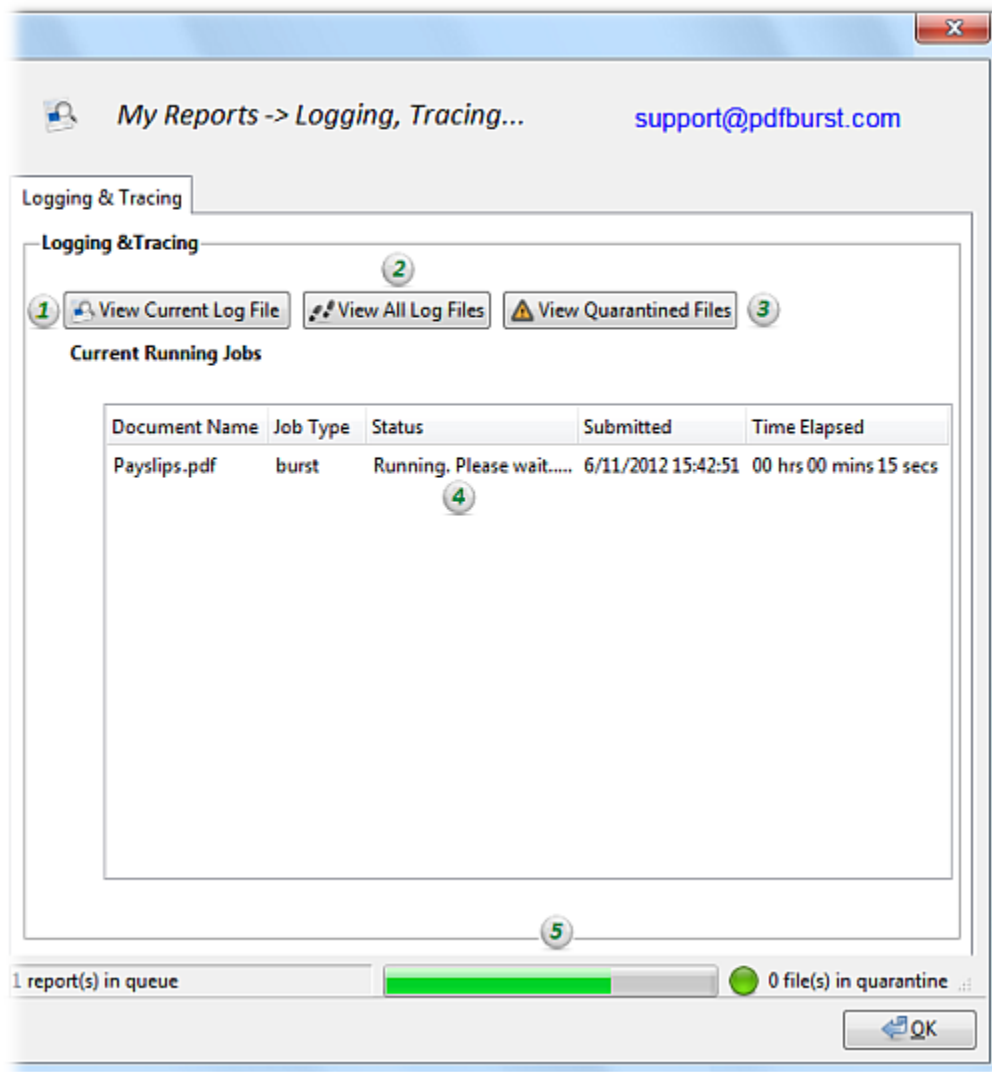 x
My Reports -> Logging, Tracing...
support@pdfburst.com
Logging & Tracing
Logging &Tracing
2
1 View Current Log File View All Log Files View Quarantined Files 3
Current Running Jobs
Document Name Job Type Status Submitted Time Elapsed
Payslips.pdf burst Running. Please wait..... 6/11/2012 15:42:51 00 hrs 00 mins 15 secs
4
5
1 report(s) in queue 0 file(s) in quarantine
OK